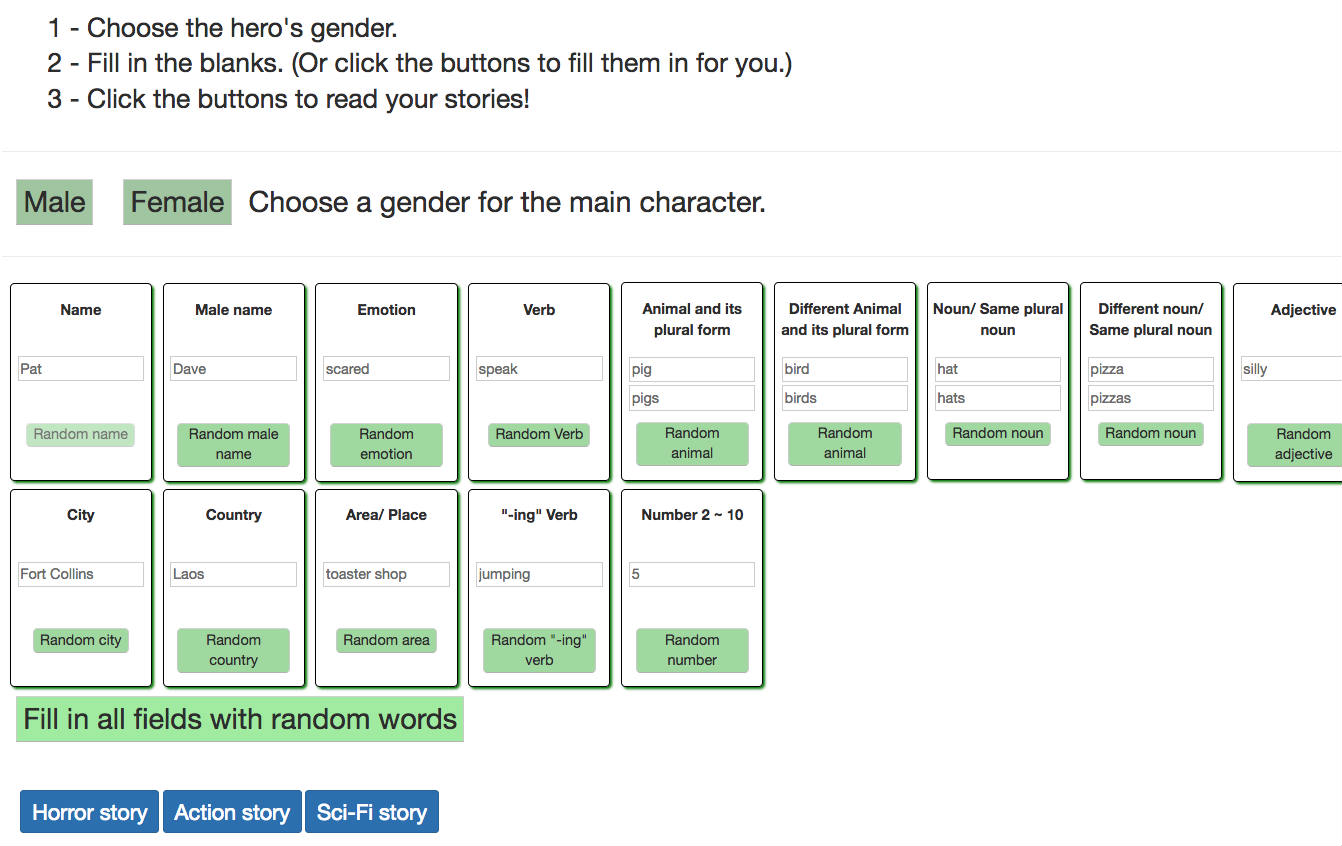 1 - Choose the hero's gender.
2 - Fill in the blanks. (Or click the buttons to fill them in for you.)
3 - Click the buttons to read your stories!
Male Female Choose a gender for the main character.
Name
Pat
Random name
Male name
Dave
Random male
name
Emotion
scared
Random
emotion
Verb
speak
Random Verb
Animal and its
plural form
pig
pigs
Random
animal
Different Animal
and its plural form
bird
birds
Random
animal
Noun/ Same plural
noun
hat
hats
Random noun
Different noun/
Same plural noun
pizza
pizzas
Random noun
Adjective
silly
Random
adjective
City
Fort Collins
Random city
Country
Laos
Random
country
Area/ Place
toaster shop
Random area
"-ing" Verb
jumping
Random "-ing"
verb
Number 2 ~ 10
5
Random
number
Fill in all fields with random words
Horror story Action story Sci-Fi story